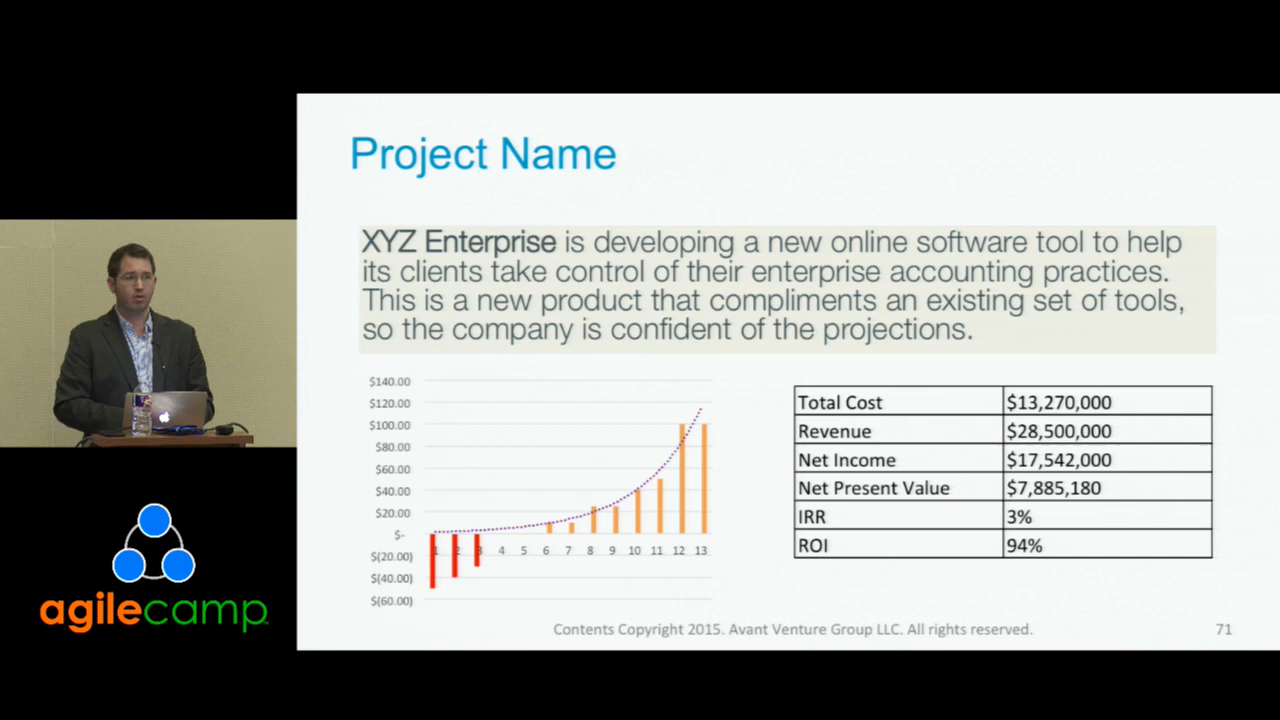 Project Name
XYZ Enterprise is developing a new online software tool to help
its clients take control of their enterprise accounting practices.
This is a new product that compliments an existing set of tools,
so the company is confident of the projections.
$140.00
$120.00
$100.00
$80.00
$60.00
$40.00
$20.00
$-
$(20.00)
$(40.00)
$(60.00)
1 2 3 4 5 6 7 8 9 10 11 12 13
Total Cost $13,270,000
Revenue $28,500,000
Net Income $17,542,000
Net Present Value $7,885,180
IRR 3%
ROI 94%
Contents Copyright 2015. Avant Venture Group LLC. All rights reserved. 71
agilecamp